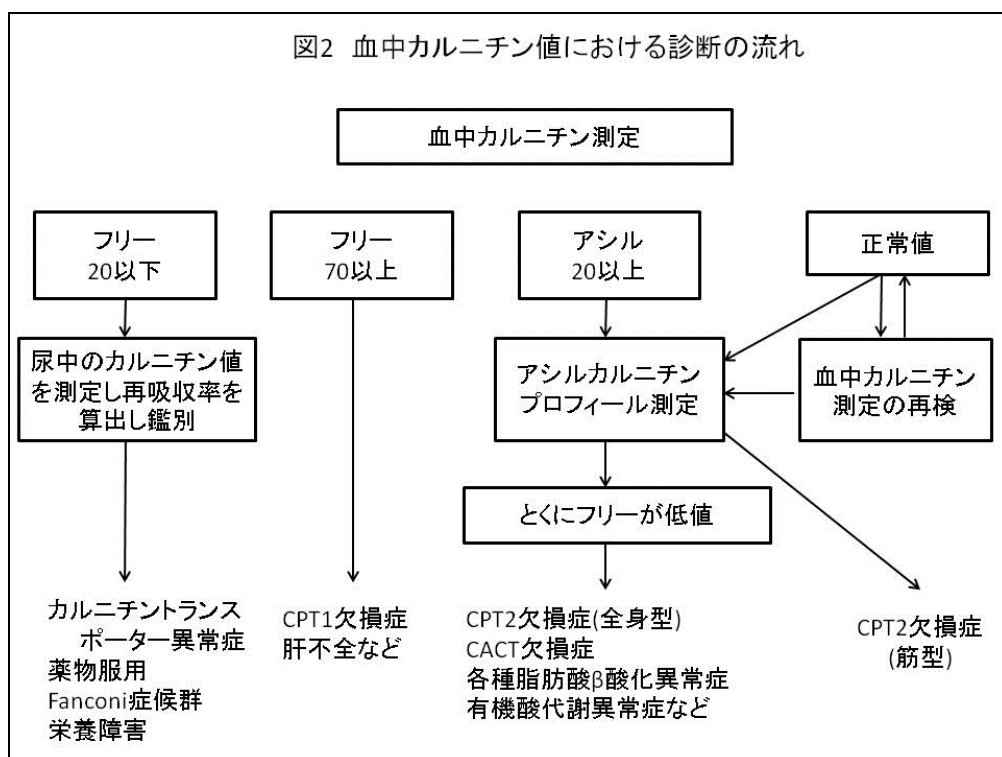 図2 血中カルニチン値における診断の流れ
血中カルニチン測定
フリー
20以下
フリー
70以上
アシル
20以上
正常値
尿中のカルニチン値
を測定し再吸収率を
算出し鑑別
アシルカルニチン
プロフィール測定
血中カルニチン
測定の再検
とくにフリーが低値
カルニチントランス
ポーター異常症
薬物服用
Fanconi症候群
栄養障害
CPT1欠損症
肝不全など
CPT2欠損症(全身型)
CACT欠損症
各種脂肪酸β酸化異常症
有機酸代謝異常症など
CPT2欠損症
(筋型)